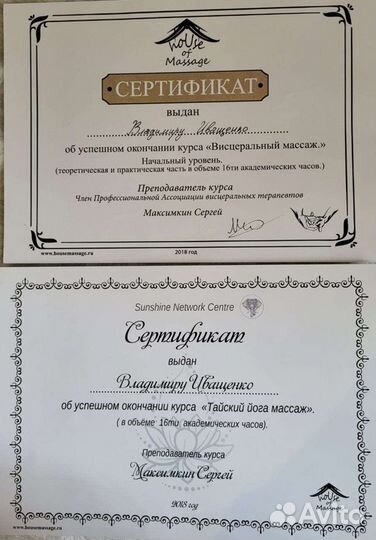 house
of
Massage
СЕРТИФИКАТ
выдан
Владимиру Иващенко
об успешном окончании курса «Висцеральный массаж.»
Начальный уровень.
(теоретическая и практическая часть в объеме 16ти академических часов.)
Преподаватель курса
Член Профессиональной Ассоциации висцеральных терапевтов
Максимкин Сергей
www.housemassage.ru
2018 год
Sunshine Network Centre
Сертификат
выдан
Владимиру Иващенко
об успешном окончании курса «Тайский йога массаж».
( в объёме 16ти академических часов).
Преподаватель курса
Максимкин Сергей
2018 год
www.housemassage.ru
house
of
Massage
Avito